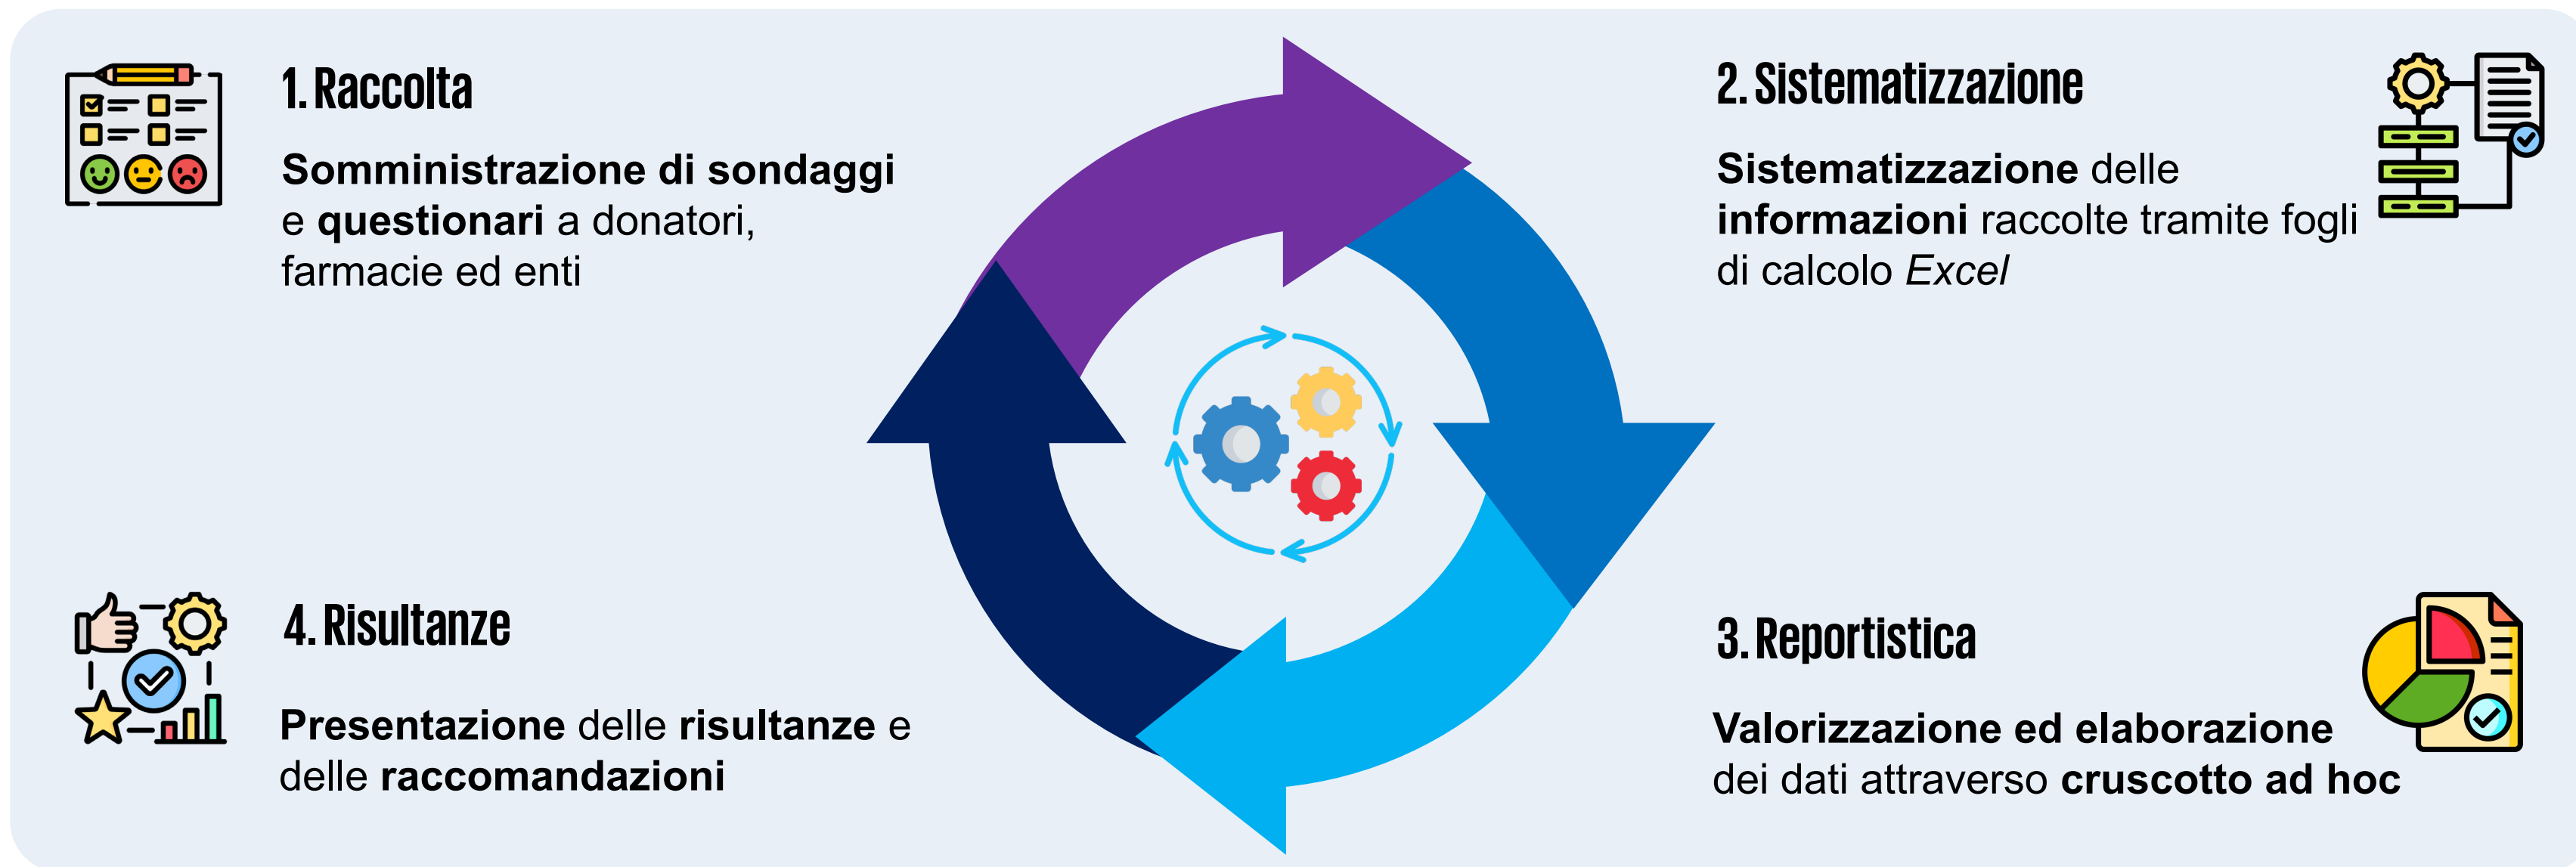 1. Raccolta
Somministrazione di sondaggi
e questionari a donatori,
farmacie ed enti
2. Sistematizzazione
Sistematizzazione delle
informazioni raccolte tramite fogli
di calcolo Excel
3. Reportistica
Valorizzazione ed elaborazione
dei dati attraverso cruscotto ad hoc
4. Risultanze
Presentazione delle risultanze e
delle raccomandazioni